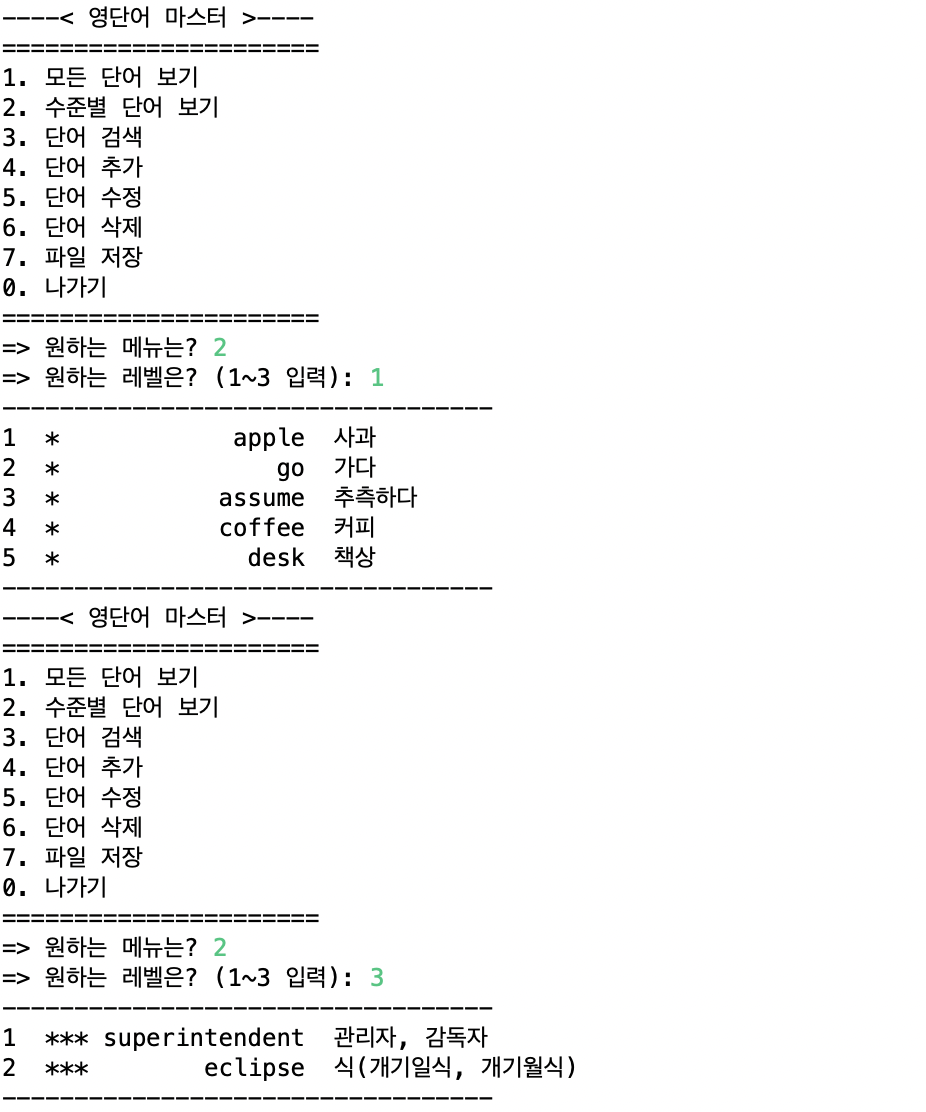 ----< 영단어 마스터 >----
======================
1. 모든 단어 보기
2. 수준별 단어 보기
3. 단어 검색
4. 단어 추가
5. 단어 수정
6. 단어 삭제
7. 파일 저장
0. 나가기
======================
=> 원하는 메뉴는? 2
=> 원하는 레벨은? (1~3 입력): 1
----------------------------------
1  *            apple  사과
2  *               go  가다
3  *           assume  추측하다
4  *           coffee  커피
5  *             desk  책상
----------------------------------
----< 영단어 마스터 >----
======================
1. 모든 단어 보기
2. 수준별 단어 보기
3. 단어 검색
4. 단어 추가
5. 단어 수정
6. 단어 삭제
7. 파일 저장
0. 나가기
======================
=> 원하는 메뉴는? 2
=> 원하는 레벨은? (1~3 입력): 3
----------------------------------
1  *** superintendent  관리자, 감독자
2  ***        eclipse  식(개기일식, 개기월식)
----------------------------------